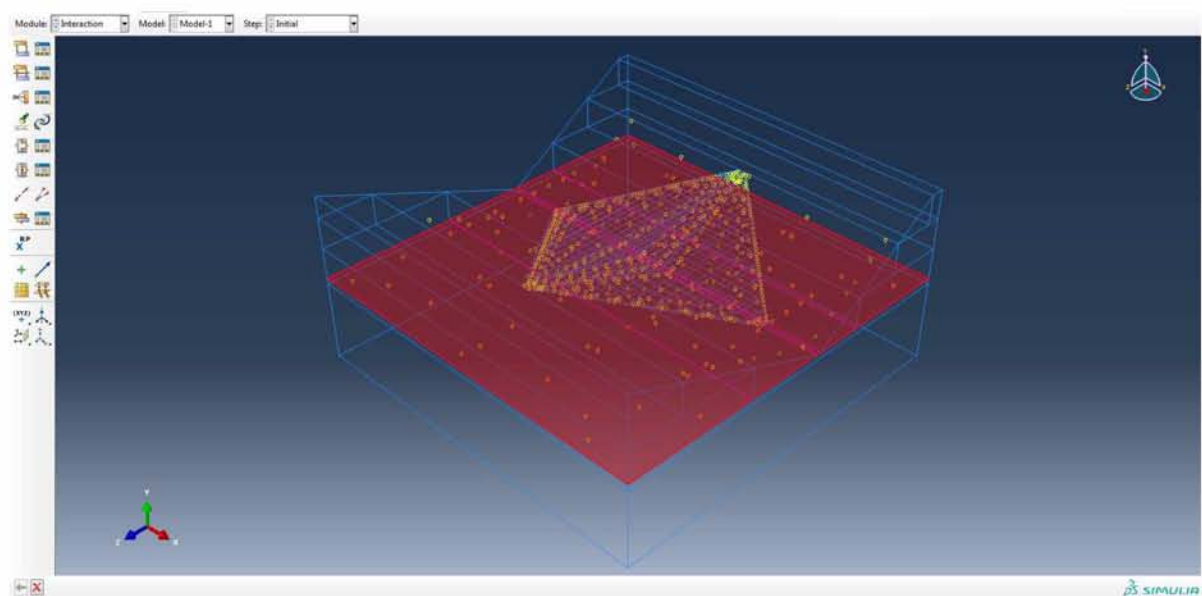 Module: Interaction Model: Model-1 Step: Initial
RP
(XYZ)
Y
Z X
SIMULIA